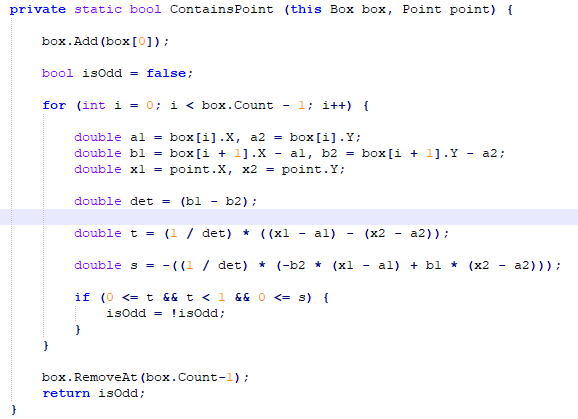 private static bool ContainsPoint (this Box box, Point point) {
box.Add(box[0]);
bool isOdd = false;
for (int i = 0; i < box.Count - 1; i++) {
double a1 = box[i].X, a2 = box[i].Y;
double b1 = box[i + 1].X - a1, b2 = box[i + 1].Y - a2;
double x1 = point.X, x2 = point.Y;
double det = (b1 - b2);
double t = (1 / det) * ((x1 - a1) - (x2 - a2));
double s = -((1 / det) * (-b2 * (x1 - a1) + b1 * (x2 - a2)));
if (0 <= t && t < 1 && 0 <= s) {
isOdd = !isOdd;
}
}
box.RemoveAt(box.Count-1);
return isOdd;
}